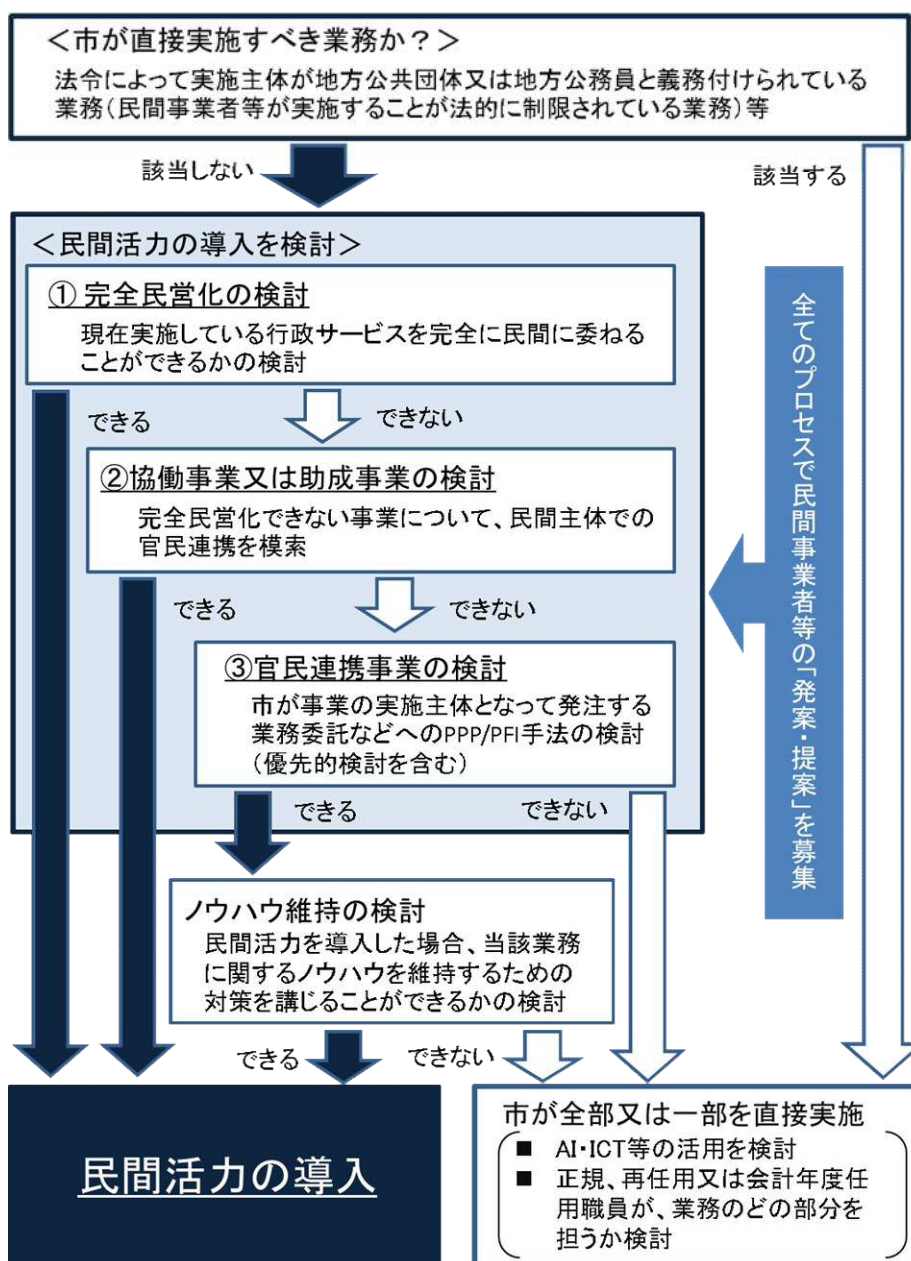 ＜市が直接実施すべき業務か？＞
法令によって実施主体が地方公共団体又は地方公務員と義務付けられている
業務（民間事業者等が実施することが法的に制限されている業務）等
該当しない
該当する
＜民間活力の導入を検討＞
① 完全民営化の検討
現在実施している行政サービスを完全に民間に委ねる
ことができるかの検討
できる
できない
②協働事業又は助成事業の検討
完全民営化できない事業について、民間主体での
官民連携を模索
できる
できない
③官民連携事業の検討
市が事業の実施主体となって発注する
業務委託などへのPPP/PFI手法の検討
（優先的検討を含む）
できる
できない
全てのプロセスで民間事業者等の「発案・提案」を募集
ノウハウ維持の検討
民間活力を導入した場合、当該業務
に関するノウハウを維持するための
対策を講じることができるかの検討
できる
できない
民間活力の導入
市が全部又は一部を直接実施
■ AI・ICT等の活用を検討
■ 正規、再任用又は会計年度任
用職員が、業務のどの部分を
担うか検討